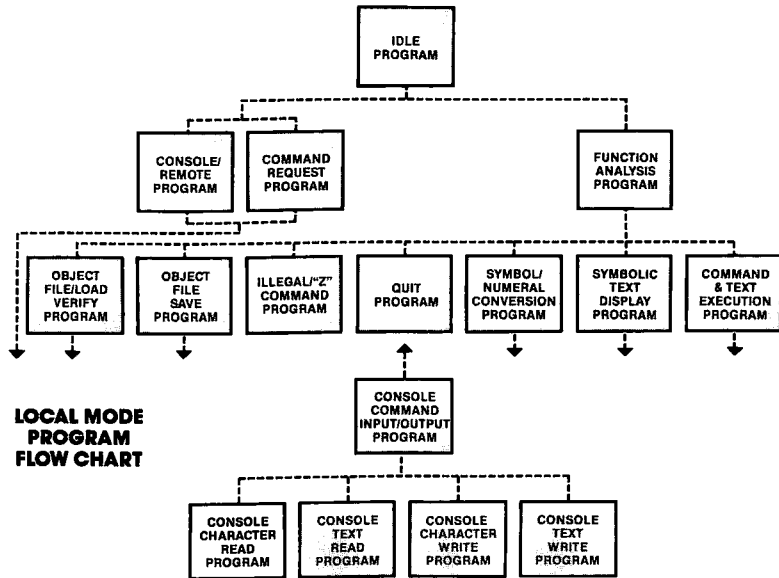 IDLE
PROGRAM
CONSOLE/
REMOTE
PROGRAM
COMMAND
REQUEST
PROGRAM
FUNCTION
ANALYSIS
PROGRAM
OBJECT
FILE/LOAD
VERIFY
PROGRAM
OBJECT
FILE
SAVE
PROGRAM
ILLEGAL/"Z"
COMMAND
PROGRAM
QUIT
PROGRAM
SYMBOL/
NUMERAL
CONVERSION
PROGRAM
SYMBOLIC
TEXT
DISPLAY
PROGRAM
COMMAND
& TEXT
EXECUTION
PROGRAM
LOCAL MODE
PROGRAM
FLOW CHART
CONSOLE
COMMAND
INPUT/OUTPUT
PROGRAM
CONSOLE
CHARACTER
READ
PROGRAM
CONSOLE
TEXT
READ
PROGRAM
CONSOLE
CHARACTER
WRITE
PROGRAM
CONSOLE
TEXT
WRITE
PROGRAM